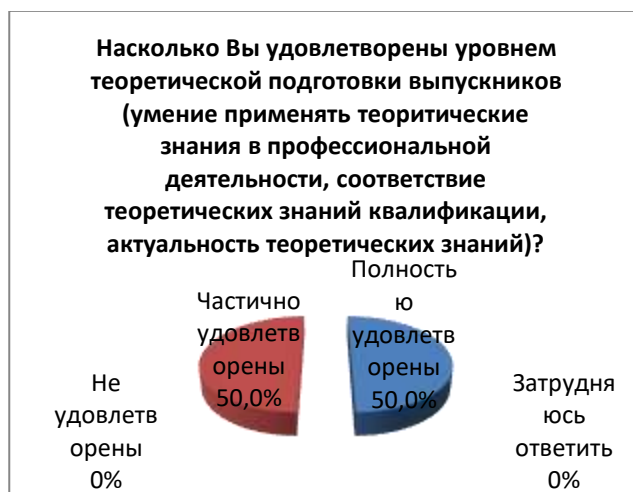 Насколько Вы удовлетворены уровнем
теоретической подготовки выпускников
(умение применять теоритические
знания в профессиональной
деятельности, соответствие
теоретических знаний квалификации,
актуальность теоретических знаний)?
Полность
ю
удовлетв
орены
50,0%
Частично
удовлетв
орены
50,0%
Не
удовлетв
орены
0%
Затрудня
юсь
ответить
0%